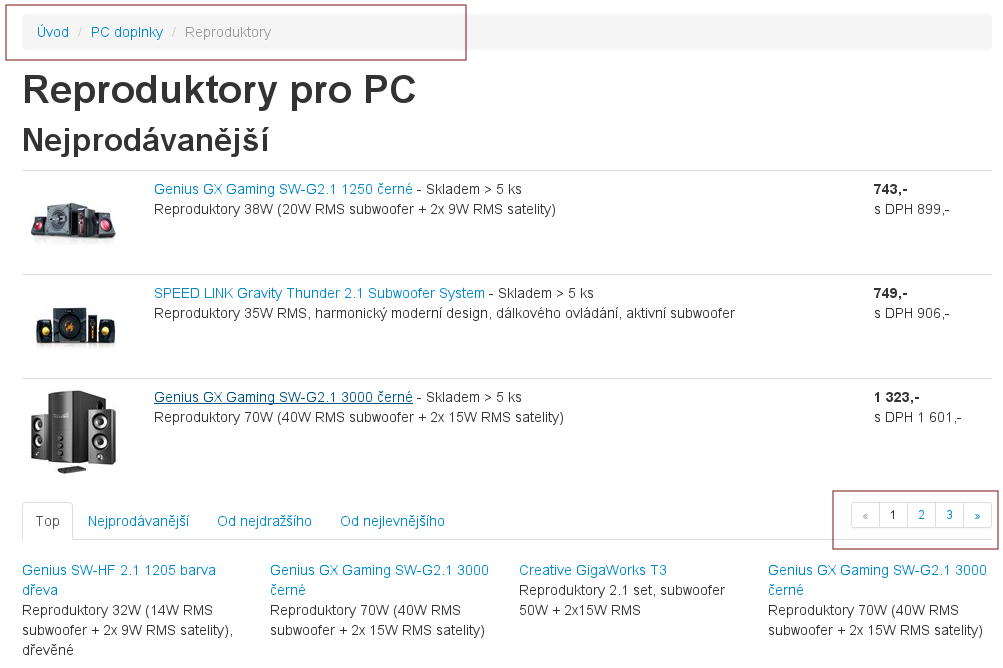 Úvod / PC doplnky / Reproduktory
Reproduktory pro PC
Nejprodávanější
Genius GX Gaming SW-G2.1 1250 černé - Skladem > 5 ks
743,-
Reproduktory 38W (20W RMS subwoofer + 2x 9W RMS satelity)
s DPH 899,-
SPEED LINK Gravity Thunder 2.1 Subwoofer System - Skladem > 5 ks
749,-
Reproduktory 35W RMS, harmonický moderní design, dálkového ovládání, aktivní subwoofer
s DPH 906,-
Genius GX Gaming SW-G2.1 3000 černé - Skladem > 5 ks
1 323,-
Reproduktory 70W (40W RMS subwoofer + 2x 15W RMS satelity)
s DPH 1 601,-
Top Nejprodávanější Od nejdražšího Od nejlevnějšího
« 1 2 3 »
Genius SW-HF 2.1 1205 barva
dřeva
Reproduktory 32W (14W RMS
subwoofer + 2x 9W RMS satelity),
dřevěné
Genius GX Gaming SW-G2.1 3000
černé
Reproduktory 70W (40W RMS
subwoofer + 2x 15W RMS satelity)
Creative GigaWorks T3
Reproduktory 2.1 set, subwoofer
50W + 2x15W RMS
Genius GX Gaming SW-G2.1 3000
černé
Reproduktory 70W (40W RMS
subwoofer + 2x 15W RMS satelity)